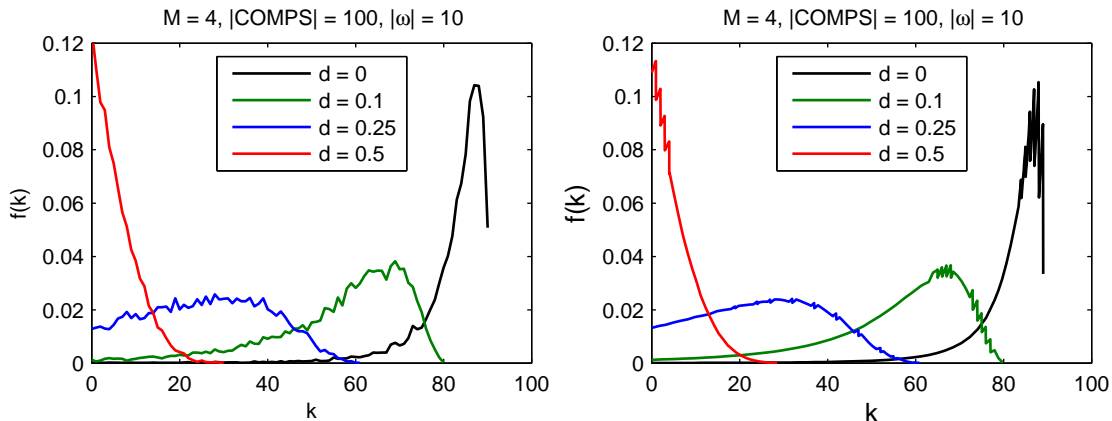 M = 4, |COMPS| = 100, |ω| = 10
0.12
0.1
0.08
0.06
0.04
0.02
0
f(k)
0 20 40 60 80 100
k
d = 0
d = 0.1
d = 0.25
d = 0.5
M = 4, |COMPS| = 100, |ω| = 10
0.12
0.1
0.08
0.06
0.04
0.02
0
f(k)
0 20 40 60 80 100
k
d = 0
d = 0.1
d = 0.25
d = 0.5